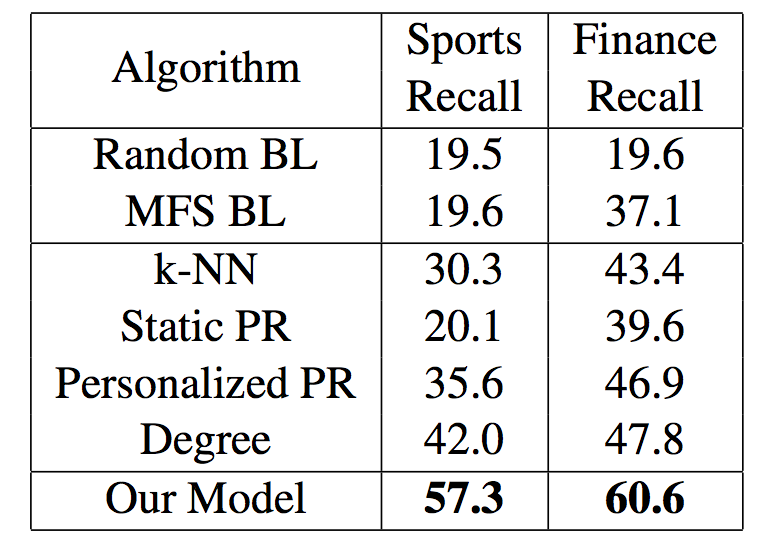 Algorithm Sports Recall Finance Recall
Random BL 19.5 19.6
MFS BL 19.6 37.1
k-NN 30.3 43.4
Static PR 20.1 39.6
Personalized PR 35.6 46.9
Degree 42.0 47.8
Our Model 57.3 60.6